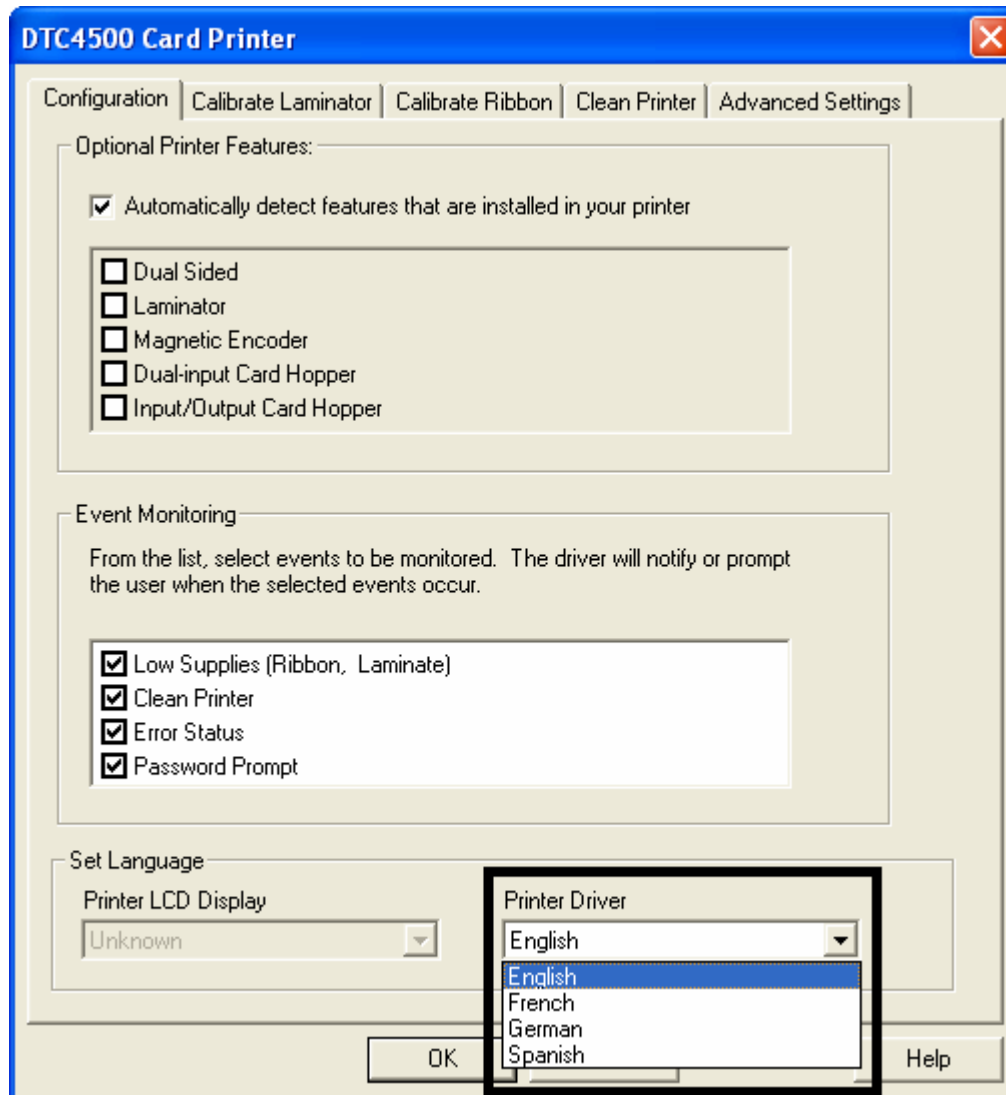 DTC4500 Card Printer
Configuration
Calibrate Laminator
Calibrate Ribbon
Clean Printer
Advanced Settings
Optional Printer Features:
Automatically detect features that are installed in your printer
Dual Sided
Laminator
Magnetic Encoder
Dual-input Card Hopper
Input/Output Card Hopper
Event Monitoring
From the list, select events to be monitored. The driver will notify or prompt
the user when the selected events occur.
Low Supplies (Ribbon, Laminate)
Clean Printer
Error Status
Password Prompt
Set Language
Printer LCD Display
Unknown
Printer Driver
English
English
French
German
Spanish
OK
Help